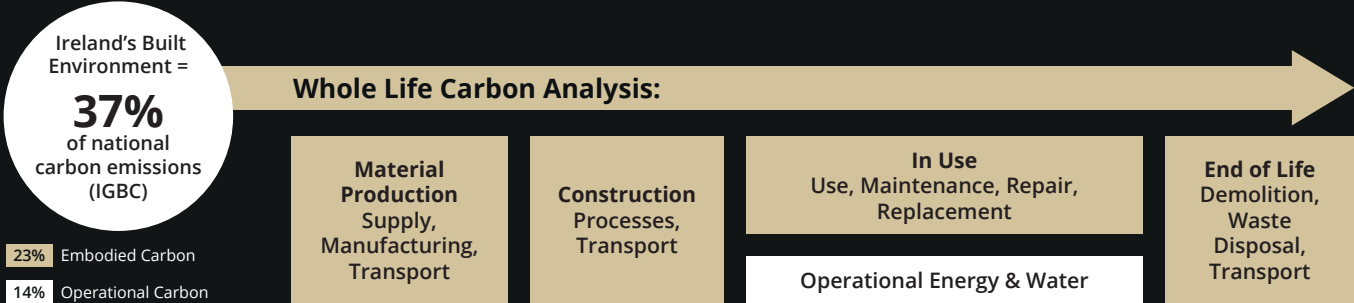 Ireland’s Built
Environment =
37%
of national
carbon emissions
(IGBC)
23% Embodied Carbon
14% Operational Carbon
Whole Life Carbon Analysis:
Material
Production
Supply,
Manufacturing,
Transport
Construction
Processes,
Transport
In Use
Use, Maintenance, Repair,
Replacement
Operational Energy & Water
End of Life
Demolition,
Waste
Disposal,
Transport